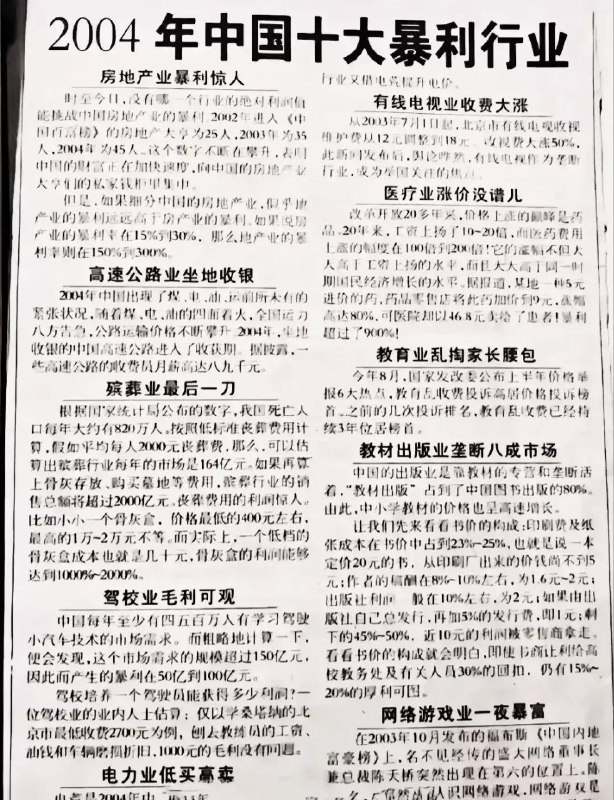 2004年中国十大暴利行业
房地产业暴利惊人
时至今日,没有哪一个行业的绝对利润值
能挑战中国房地产业的暴利。2002年进入《中
国百富榜》的房地产大亨为25人,2003年为35
人,2004年为45人。这个数字不断在攀升,表明
中国的财富正在加快速度,向中国的房地产业
大亨们的私家钱柜里集中。
但是,如果细分中国的房地产业,似乎地
产业的暴利远远高于房产业的暴利。如果说房
产业的暴利率在15%到30%,那么地产业的暴
利率则在150%到300%。
高速公路业坐地收银
2004年中国出现了煤、电、油、运前所未有的
紧张状况,随着煤、电、油的四面着火,全国运力
八方告急,公路运输价格不断攀升。2004年,坐地
收银的中国高速公路进入了收获期。据披露,一
些高速公路的收费员月薪高达八九千元。
殡葬业最后一刀
根据国家统计局公布的数字,我国死亡人
口每年大约有820万人,按照低标准丧葬费用计
算,假如平均每人2000元丧葬费,那么,可以估
算出殡葬行业每年的市场是164亿元。如果再算
上骨灰存放、购买墓地等费用,殡葬行业的销
售总额将超过2000亿元。丧葬费用的利润惊人。
比如小小一个骨灰盒,价格最低的400元左右,
最高的1万~2万元不等。而实际上,一个低档的
骨灰盒成本也就是几十元,骨灰盒的利润能够
达到1000%~2000%。
驾校业毛利可观
中国每年至少有四五百万人有学习驾驶
小汽车技术的市场需求。而粗略地计算一下,
便会发现,这个市场需求的规模超过150亿元,
因此而产生的暴利在50亿到100亿元。
驾校培养一个驾驶员能获得多少利润?一
位驾校业的业内人士估算:仅以学桑塔纳的北
京市最低收费2700元为例,刨去教练员的工资、
油钱和车辆磨损折旧,1000元的毛利没有问题。
电力业低买高卖
行业又借电荒提升电价。
有线电视业收费大涨
从2003年7月1日起,北京市有线电视收视
维护费从12元调整到18元。收视费大涨50%,
此新闻发布后,舆论哗然,有线电视作为垄断
行业,成为举国关注的焦点。
医疗业涨价没谱儿
改革开放20多年来,价格上涨的巅峰是药
品。20年来,工资上扬了10~20倍,而医药费用
上涨的幅度在100倍到200倍!它的涨幅不但大
大高于工资上扬的水平,而且大大高于同一时
期国民经济增长的水平。据报道,某地一种5元
进价的药,药品零售店将此药加价到9元,涨幅
高达80%,可医院却以46.8元卖给了患者!暴利
超过了900%!
教育业乱掏家长腰包
今年8月,国家发改委公布上半年价格举
报6大热点,教育乱收费投诉高居价格投诉榜
首。之前的几次投诉排名,教育乱收费已经持
续3年位居榜首。
教材出版业垄断八成市场
中国的出版业是靠教材的专营和垄断活
着,“教材出版”占到了中国图书出版的80%。
由此,中小学教材的价格也呈高速增长。
让我们先来看看书价的构成:印刷费及纸
张成本在书价中占到23%~25%,也就是说一本
定价20元的书,从印刷厂出来的价钱尚不到5
元;作者的稿酬在8%~10%左右,为1.6元~2元;
出版社利润一般在10%左右,为2元;如果由出
版社自己总发行,再加5%的发行费,即1元;剩
下的45%~50%,近10元的利润被零售商拿走。
看看书价的构成就会明白,即使书商让利给高
校教务处及有关人员30%的回扣,仍有15%~
20%的厚利可图。
网络游戏业一夜暴富
在2003年10月发布的福布斯《中国内地
富豪榜》上,名不见经传的盛大网络董事长
兼总裁陈天桥突然出现在第六的位置上。陈